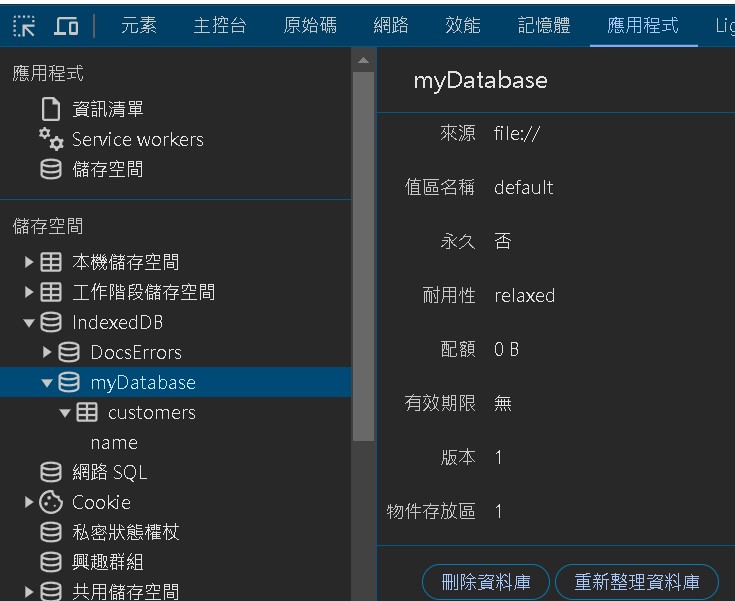 元素 主控台 原始碼 網路 效能 記憶體 應用程式
應用程式
資訊清單
Service workers
儲存空間
儲存空間
本機儲存空間
工作階段儲存空間
IndexedDB
DocsErrors
myDatabase
customers
name
網路 SQL
Cookie
私密狀態權杖
興趣群組
共用儲存空間
myDatabase
來源 file://
值區名稱 default
永久 否
耐用性 relaxed
配額 0 B
有效期限 無
版本 1
物件存放區 1
刪除資料庫 重新整理資料庫